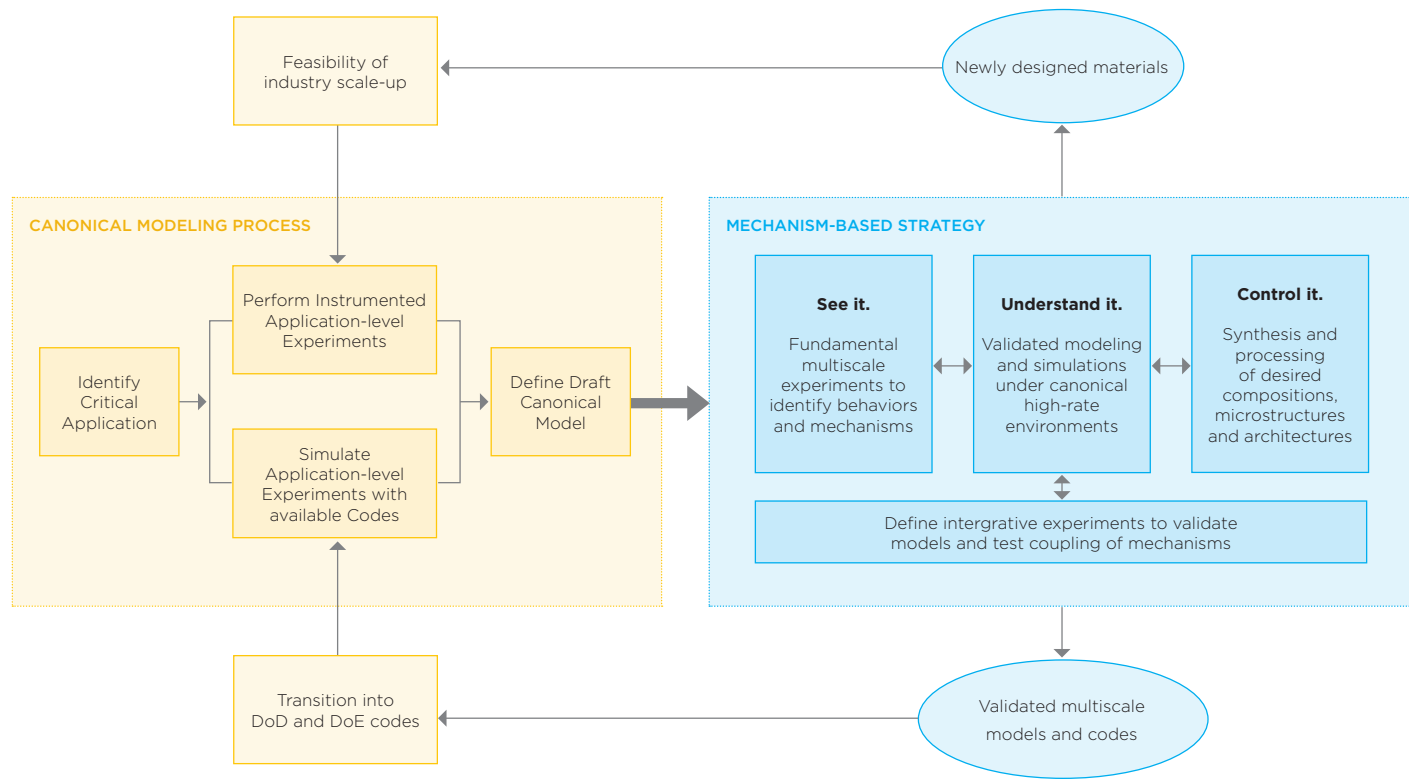 Feasibility of
industry scale-up
Newly designed materials
CANONICAL MODELING PROCESS
Identify
Critical
Application
Perform Instrumented
Application-level
Experiments
Simulate
Application-level
Experiments with
available Codes
Define Draft
Canonical
Model
MECHANISM-BASED STRATEGY
See it.
Fundamental
multiscale
experiments to
identify behaviors
and mechanisms
Understand it.
Validated modeling
and simulations
under canonical
high-rate
environments
Control it.
Synthesis and
processing
of desired
compositions,
microstructures
and architectures
Define intergrative experiments to validate
models and test coupling of mechanisms
Transition into
DoD and DoE codes
Validated multiscale
models and codes